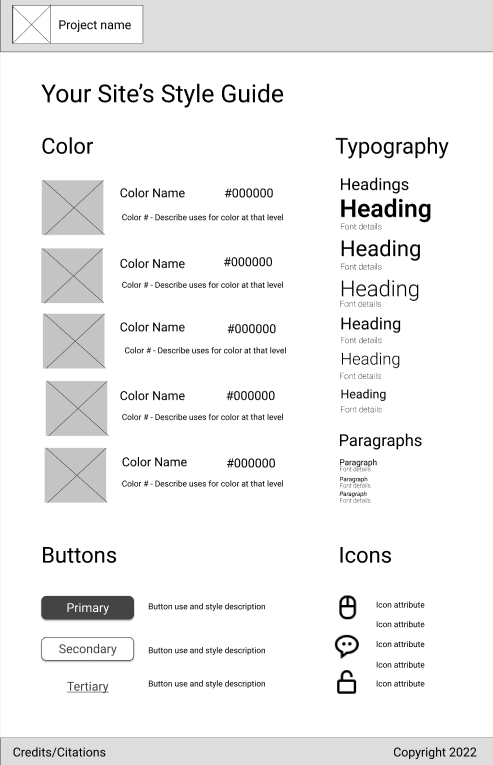 Project name
Your Site's Style Guide
Color
Color Name #000000
Color # - Describe uses for color at that level
Color Name #000000
Color # - Describe uses for color at that level
Color Name #000000
Color # - Describe uses for color at that level
Color Name #000000
Color # - Describe uses for color at that level
Color Name #000000
Color # - Describe uses for color at that level
Typography
Headings
Heading
Font details
Heading
Font details
Heading
Font details
Heading
Font details
Heading
Font details
Heading
Font details
Paragraphs
Paragraph
Font details
Paragraph
Font details
Paragraph
Font details
Buttons
Primary Button use and style description
Secondary Button use and style description
Tertiary Button use and style description
Icons
Icon attribute
Icon attribute
Icon attribute
Icon attribute
Icon attribute
Credits/Citations Copyright 2022